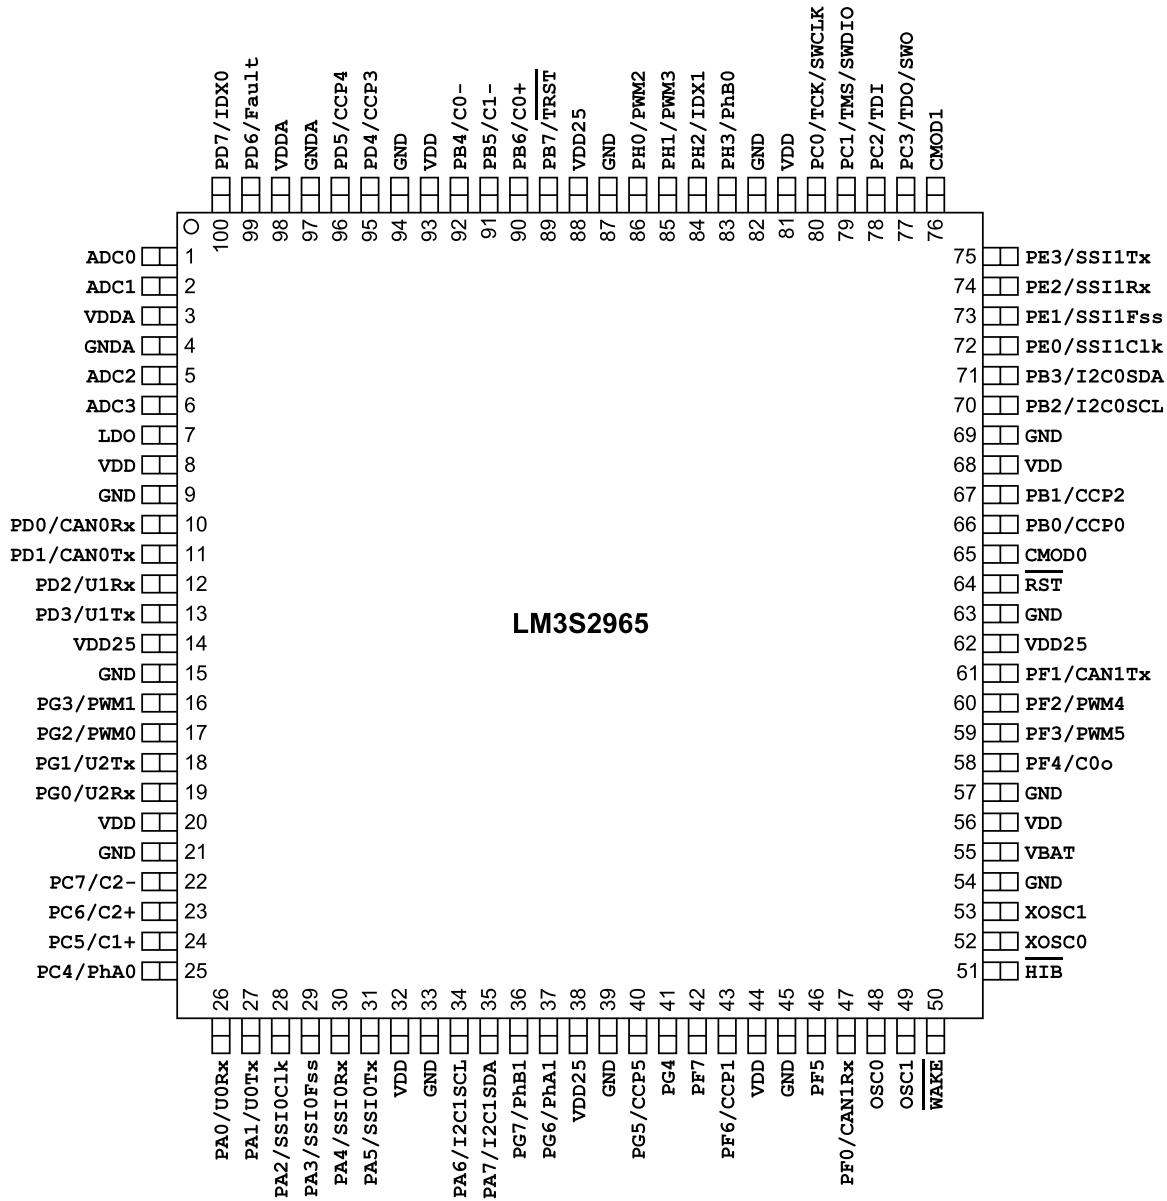 PD7/IDX0
PD6/Fault
VDDA
GNDA
PD5/CCP4
PD4/CCP3
GND
VDD
PB4/C0-
PB5/C1-
PB6/C0+
PB7/TRST
VDD25
GND
PH0/PWM2
PH1/PWM3
PH2/IDX1
PH3/PhB0
GND
VDD
PC0/TCK/SWCLK
PC1/TMS/SWDIO
PC2/TDI
PC3/TDO/SWO
CMOD1
100
99
98
97
96
95
94
93
92
91
90
89
88
87
86
85
84
83
82
81
80
79
78
77
76
ADC0 1
ADC1 2
VDDA 3
GNDA 4
ADC2 5
ADC3 6
LDO 7
VDD 8
GND 9
PD0/CAN0Rx 10
PD1/CAN0Tx 11
PD2/U1Rx 12
PD3/U1Tx 13
VDD25 14
GND 15
PG3/PWM1 16
PG2/PWM0 17
PG1/U2Tx 18
PG0/U2Rx 19
VDD 20
GND 21
PC7/C2- 22
PC6/C2+ 23
PC5/C1+ 24
PC4/PhA0 25
LM3S2965
75 PE3/SSI1Tx
74 PE2/SSI1Rx
73 PE1/SSI1Fss
72 PE0/SSI1Clk
71 PB3/I2C0SDA
70 PB2/I2C0SCL
69 GND
68 VDD
67 PB1/CCP2
66 PB0/CCP0
65 CMOD0
64 RST
63 GND
62 VDD25
61 PF1/CAN1Tx
60 PF2/PWM4
59 PF3/PWM5
58 PF4/C0o
57 GND
56 VDD
55 VBAT
54 GND
53 XOSC1
52 XOSC0
51 HIB
26
27
28
29
30
31
32
33
34
35
36
37
38
39
40
41
42
43
44
45
46
47
48
49
50
PA0/U0Rx
PA1/U0Tx
PA2/SSI0Clk
PA3/SSI0Fss
PA4/SSI0Rx
PA5/SSI0Tx
VDD
GND
PA6/I2C1SCL
PA7/I2C1SDA
PG7/PhB1
PG6/PhA1
VDD25
GND
PG5/CCP5
PG4
PF7
PF6/CCP1
VDD
GND
PF5
PF0/CAN1Rx
OSC0
OSC1
WAKE